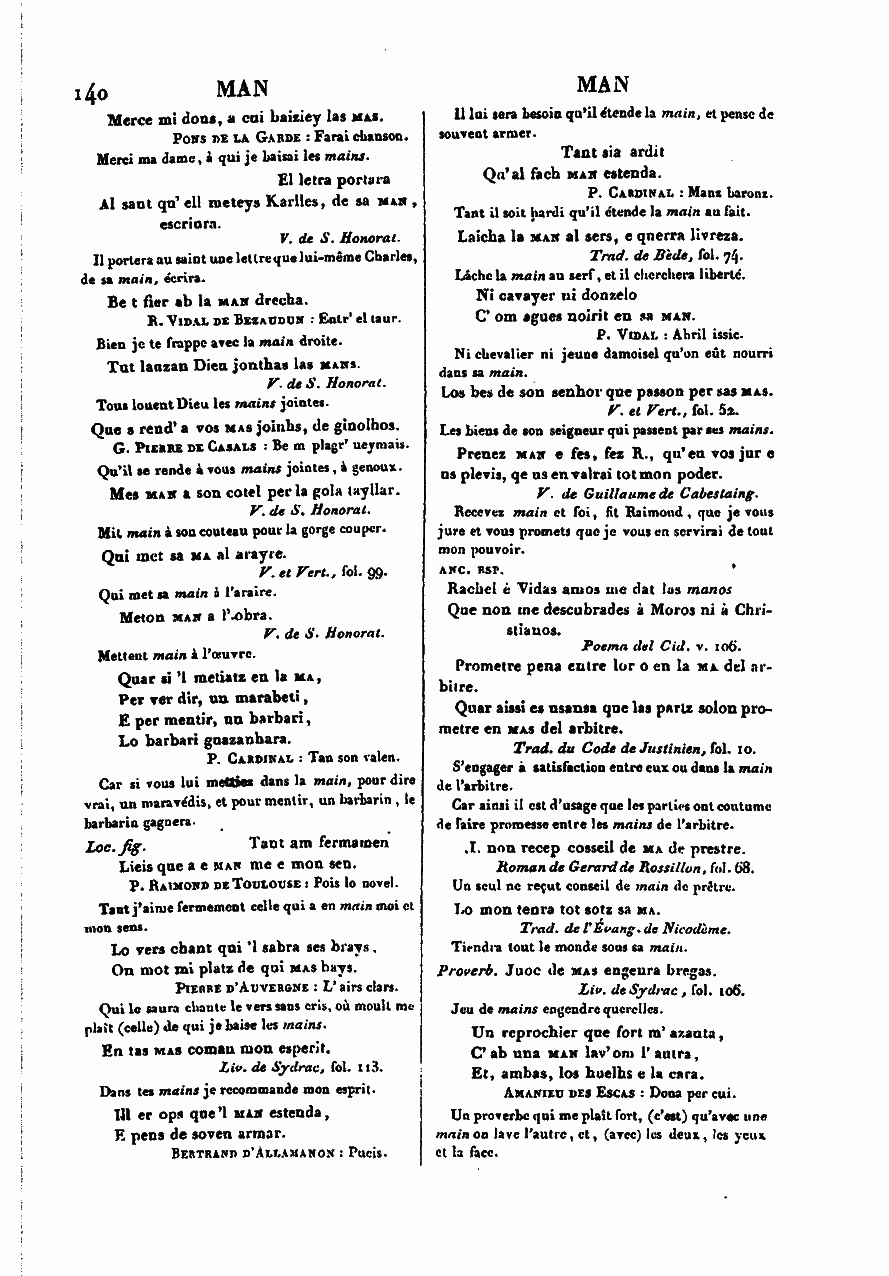 140 MAN
Merce mi dons, a cui baiziey las MAS.
PONS DE LA GARDE : Farai chanson.
Merci ma dame, à qui je baisai les mains.
El letra portara
Al sant qu' ell meteys Karlles, de sa MAN,
escriura.
V. de S. Honorat.
Il portera au saint une lettre que lui-même Charles,
de sa main, écrira.
Be t fier ab la MAN drecha.
R. VIDAL DE BEZAUDUN : Entr' el taur.
Bien je te frappe avec la main droite.
Tut lauzan Dieu jonthas las MANS.
V. de S. Honorat.
Tous louent Dieu les mains jointes.
Que s rend' a vos MAS joinhs, de ginolhos.
G. PIERRE DE CASALS : Be m plagr' ueymais.
Qu'il se rende à vous mains jointes, à genoux.
Mes MAN a son cotel per la gola tayllar.
V. de S. Honorat.
Mit main à son couteau pour la gorge couper.
Qui met sa MA al arayre.
V. et Vert., fol. 99.
Qui met sa main à l'araire.
Meton MAN a l'obra.
V. de S. Honorat.
Mettent main à l'œuvre.
Quar si 'l metiatz en la MA,
Per ver dir, un marabeti,
E per mentir, un barbari,
Lo barbari guazanhara.
P. CARDINAL : Tan son valen.
Car si vous lui metties dans la main, pour dire
vrai, un maravédis, et pour mentir, un barbarin, le
barbarin gagnera.
Loc. fig. Tant am fermamen
Lieis que a e MAN me e mon sen.
P. RAIMOND DE TOULOUSE : Pois lo novel.
Tant j'aime fermement celle qui a en main moi et
mon sens.
Lo vers chant qui 'l sabra ses brays,
On mot mi platz de qui MAS bays.
PIERRE D'AUVERGNE : L' airs clars.
Qui le saura chante le vers sans cris, où moult me
plaît (celle) de qui je baise les mains.
En tas MAS coman mon esperit.
Liv. de Sydrac, fol. 113.
Dans tes mains je recommande mon esprit.
Ill er ops que'l MAN estenda,
E pens de soven armar.
BERTRAND D'ALLAMANON : Pueis.
MAN
Il lui sera besoin qu'il étende la main, et pense de
souvent armer.
Tant sia ardit
Qu' al fach MAN estenda.
P. CARDINAL : Manz baronz.
Tant il soit hardi qu'il étende la main au fait.
Laicha la MAN al sers, e querra livreza.
Trad. de Bède, fol. 74.
Lâche la main au serf, et il cherchera liberté.
Ni cavayer ni donzelo
C' om agues noirit en sa MAN.
P. VIDAL : Abril issic.
Ni chevalier ni jeune damoisel qu'on eût nourri
dans sa main.
Los bes de son senhor que passon per sas MAS.
V. et Vert., fol. 52.
Les biens de son seigneur qui passent par ses mains.
Prenez MAN e fes, fez R., qu'eu vos jur e
us plevis, qe us en valrai tot mon poder.
V. de Guillaume de Cabestaing.
Recevez main et foi, fit Raimond, que je vous
jure et vous promets que je vous en servirai de tout
mon pouvoir.
ANC. ESP.
Rachel é Vidas amos me dat las manos
Que non me descubrades à Moros ni à Chri-
stianos.
Poema del Cid. v. 106.
Prometre pena entre lor o en la MA del ar-
bitre.
Quar aissi es usansa que las partz solon pro-
metre en MAS del arbitre.
Trad. du Code de Justinien, fol. 10.
S'engager à satisfaction entre eux ou dans la main
de l'arbitre.
Car ainsi il est d'usage que les parties ont coutume
de faire promesse entre les mains de l'arbitre.
.I. non recep cosseil de MA de prestre.
Roman de Gerard de Rossillon, fol. 68.
Un seul ne reçut conseil de main de prêtre.
Lo mon tenra tot sotz sa MA.
Trad. de l'Évang. de Nicodème.
Tiendra tout le monde sous sa main.
Proverb. Juoc de MAS engenra bregas.
Liv. de Sydrac, fol. 106.
Jeu de mains engendre querelles.
Un reprochier que fort m' azauta,
C' ab una MAN lav' om l' autra,
Et, ambas, los huelhs e la cara.
AMANIEU DES ESCAS : Dona per cui.
Un proverbe qui me plaît fort, (c'est) qu'avec une
main on lave l'autre, et, (avec) les deux, les yeux
et la face.